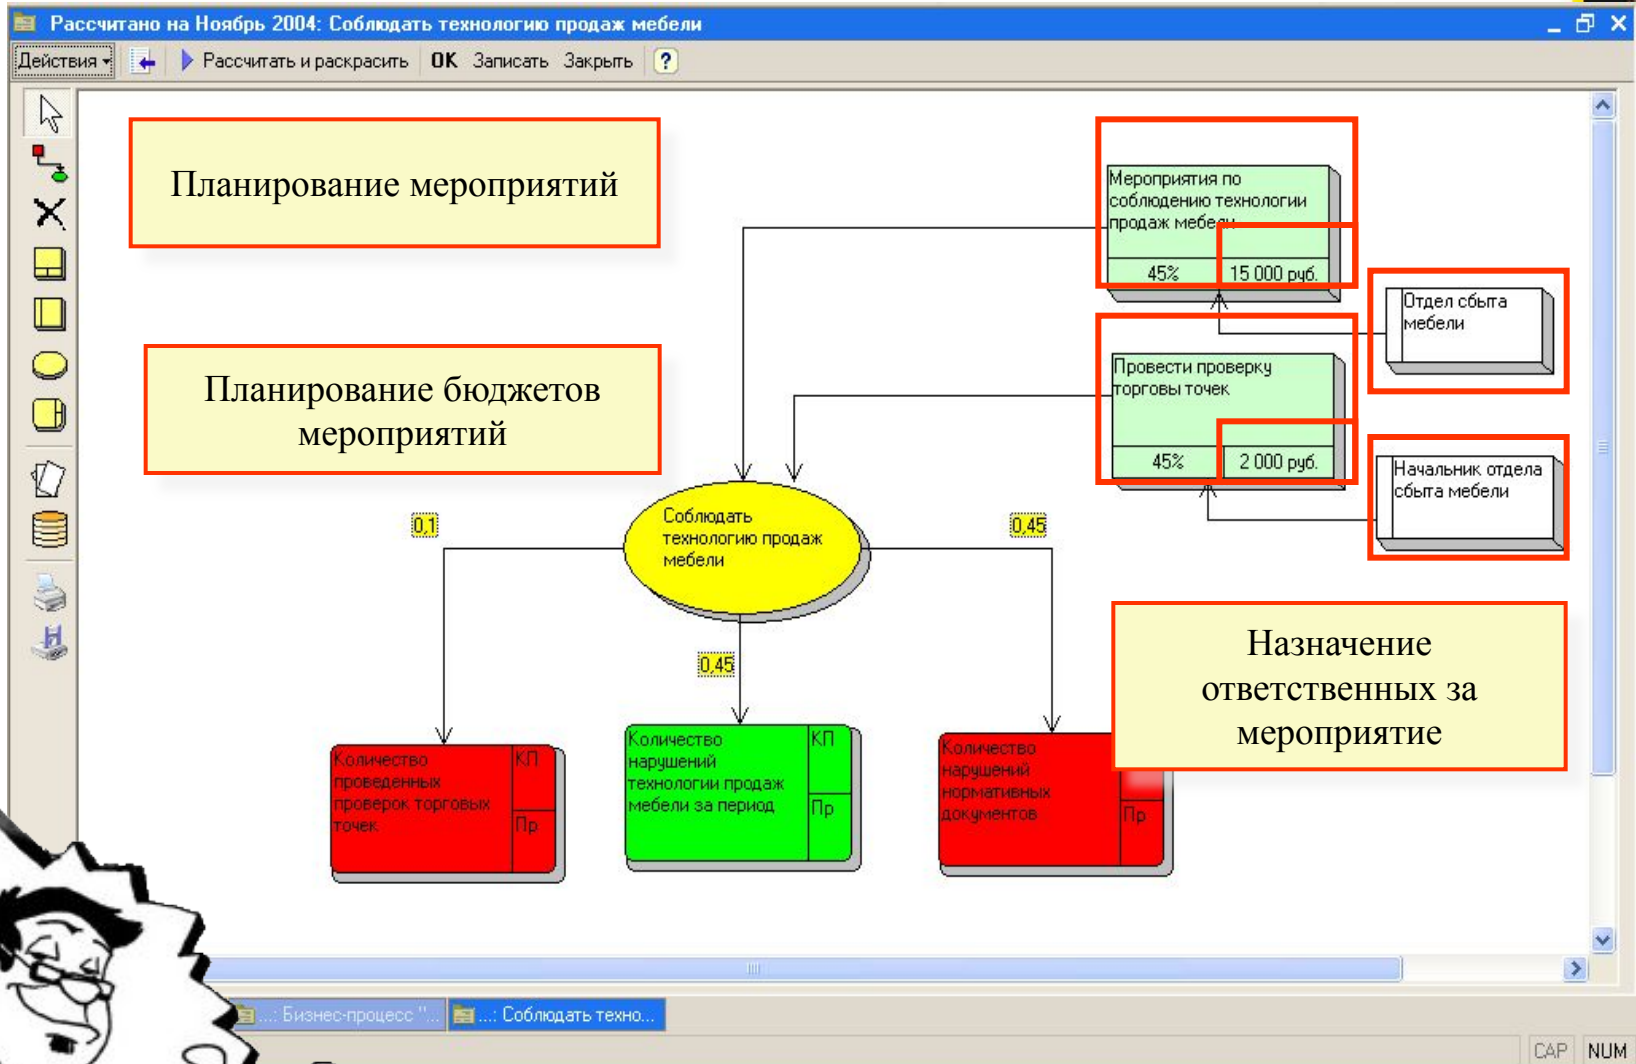 Рассчитано на Ноябрь 2004: Соблюдать технологию продаж мебели
Действия Рассчитать и раскрасить OK Записать Закрыть ?
Планирование мероприятий
Мероприятия по
соблюдению технологии
продаж мебели
45% 15 000 руб.
Отдел сбыта
мебели
Планирование бюджетов
мероприятий
Провести проверку
торговы точек
45% 2 000 руб.
Начальник отдела
сбыта мебели
Соблюдать
технологию продаж
мебели
0,1
0,45
0,45
Назначение
ответственных за
мероприятие
Количество
проведенных
проверок торговых
точек
КП
Пр
Количество
нарушений
технологии продаж
мебели за период
КП
Пр
Количество
нарушений
нормативных
документов
Пр
...: Бизнес-процесс "... ...: Соблюдать техно...
CAP NUM